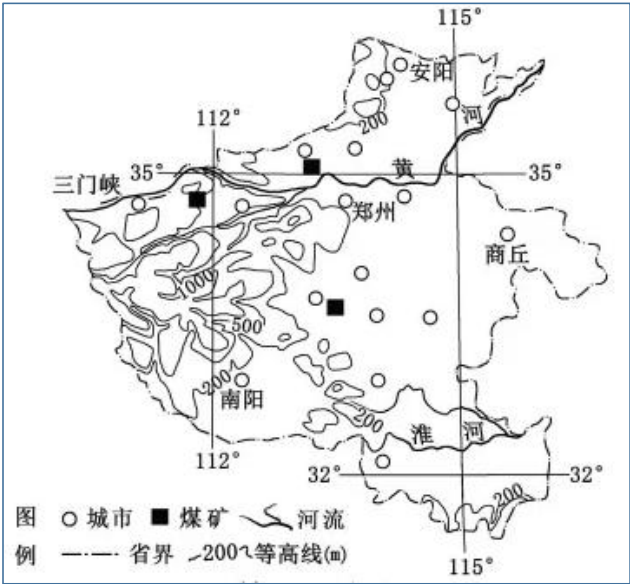 115°
安阳
河
200
112°
35°
黄
35°
三门峡
郑州
商丘
1000
500
200
南阳
200
淮 河
112°
32°
32°
200
115°
图 城市 煤矿 河流
例 省界 200 等高线(m)